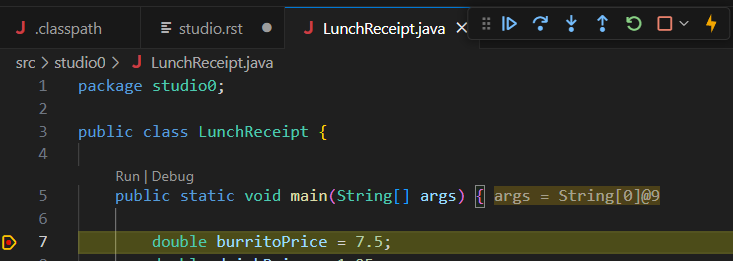 J .classpath studio.rst J LunchReceipt.java
src > studio0 > J LunchReceipt.java
1 package studio0;
2
3 public class LunchReceipt {
4
Run | Debug
5 public static void main(String[] args) { args = String[0]@9
6
7 double burritoPrice = 7.5;